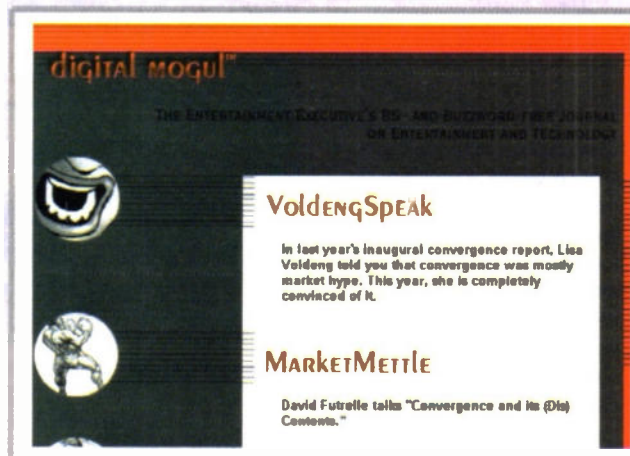 digital mogul™
THE ENTERTAINMENT EXECUTIVE'S BS- AND BUZZWORD-FREE JOURNAL
ON ENTERTAINMENT AND TECHNOLOGY
VoldengSpeak
In last year's inaugural convergence report, Lisa
Voldeng told you that convergence was mostly
market hype. This year, she is completely
convinced of it.
MarketMettle
David Futrelle talks "Convergence and its (Dis)
Contents."